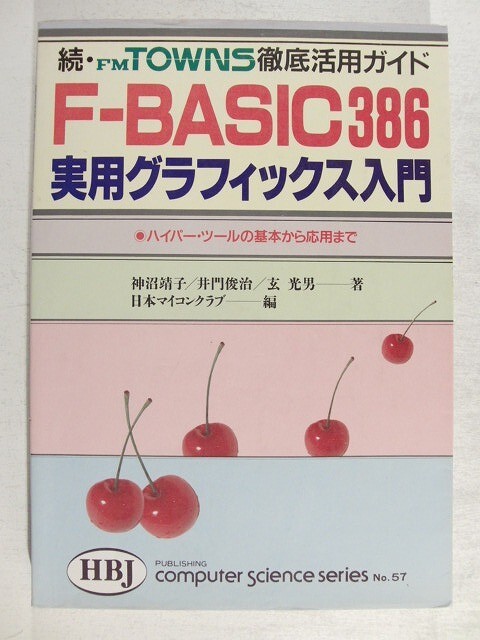 続・FM TOWNS徹底活用ガイド
F-BASIC386
実用グラフィックス入門
●ハイパー・ツールの基本から応用まで
神沼靖子／井門俊治／玄 光男──著
日本マイコンクラブ──編
HBJ
PUBLISHING
computer science series No.57